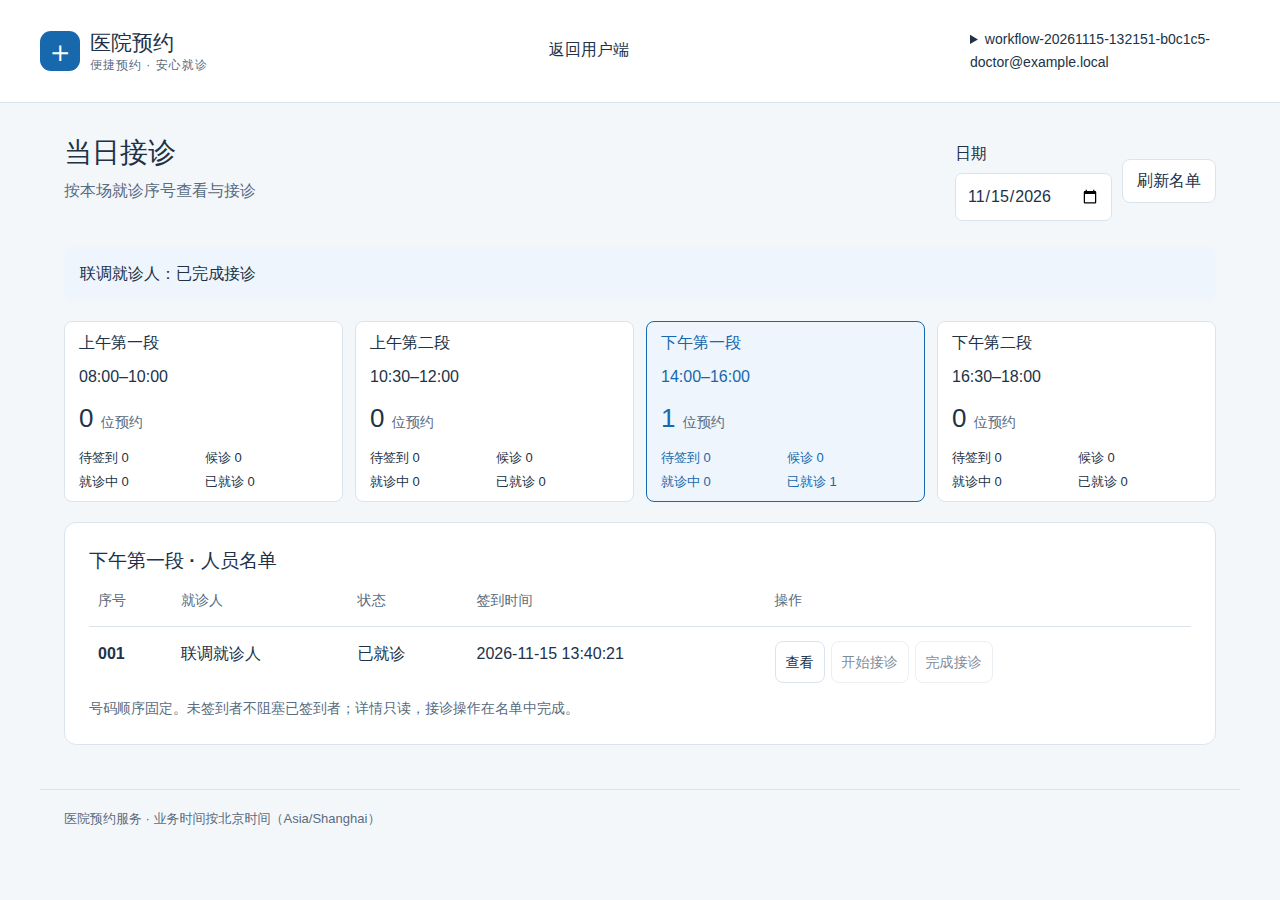 医院预约
便捷预约 · 安心就诊
返回用户端
workflow-20261115-132151-b0c1c5-
doctor@example.local
当日接诊
按本场就诊序号查看与接诊
日期
11/15/2026
刷新名单
联调就诊人：已完成接诊
上午第一段
08:00–10:00
0 位预约
待签到 0 候诊 0
就诊中 0 已就诊 0
上午第二段
10:30–12:00
0 位预约
待签到 0 候诊 0
就诊中 0 已就诊 0
下午第一段
14:00–16:00
1 位预约
待签到 0 候诊 0
就诊中 0 已就诊 1
下午第二段
16:30–18:00
0 位预约
待签到 0 候诊 0
就诊中 0 已就诊 0
下午第一段 · 人员名单
序号 就诊人 状态 签到时间 操作
001 联调就诊人 已就诊 2026-11-15 13:40:21 查看 开始接诊 完成接诊
号码顺序固定。未签到者不阻塞已签到者；详情只读，接诊操作在名单中完成。
医院预约服务 · 业务时间按北京时间（Asia/Shanghai）